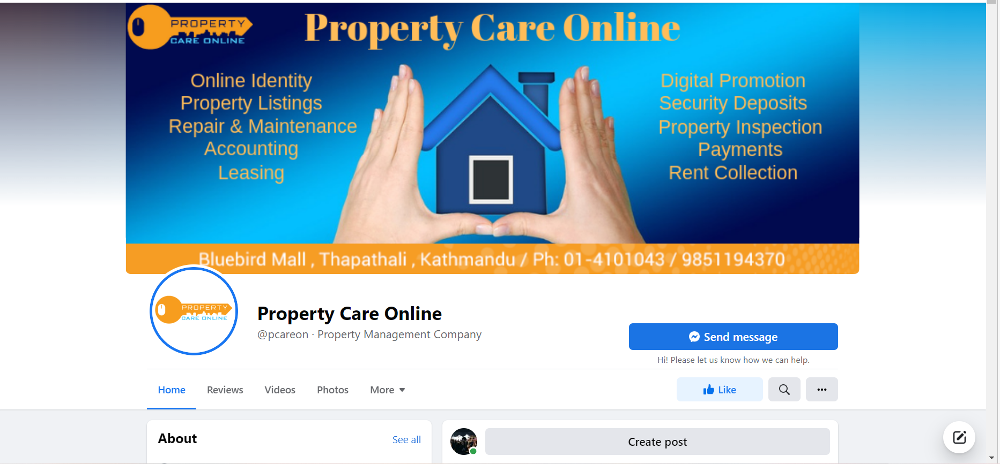 PROPERTY
CARE ONLINE
Property Care Online
Online Identity
Property Listings
Repair & Maintenance
Accounting
Leasing
Digital Promotion
Security Deposits
Property Inspection
Payments
Rent Collection
Bluebird Mall , Thapathali , Kathmandu / Ph: 01-4101043 / 9851194370
PROPERTY
CARE ONLINE
Property Care Online
@pcareon · Property Management Company
Send message
Hi! Please let us know how we can help.
Home Reviews Videos Photos More
Like
About
See all
Create post